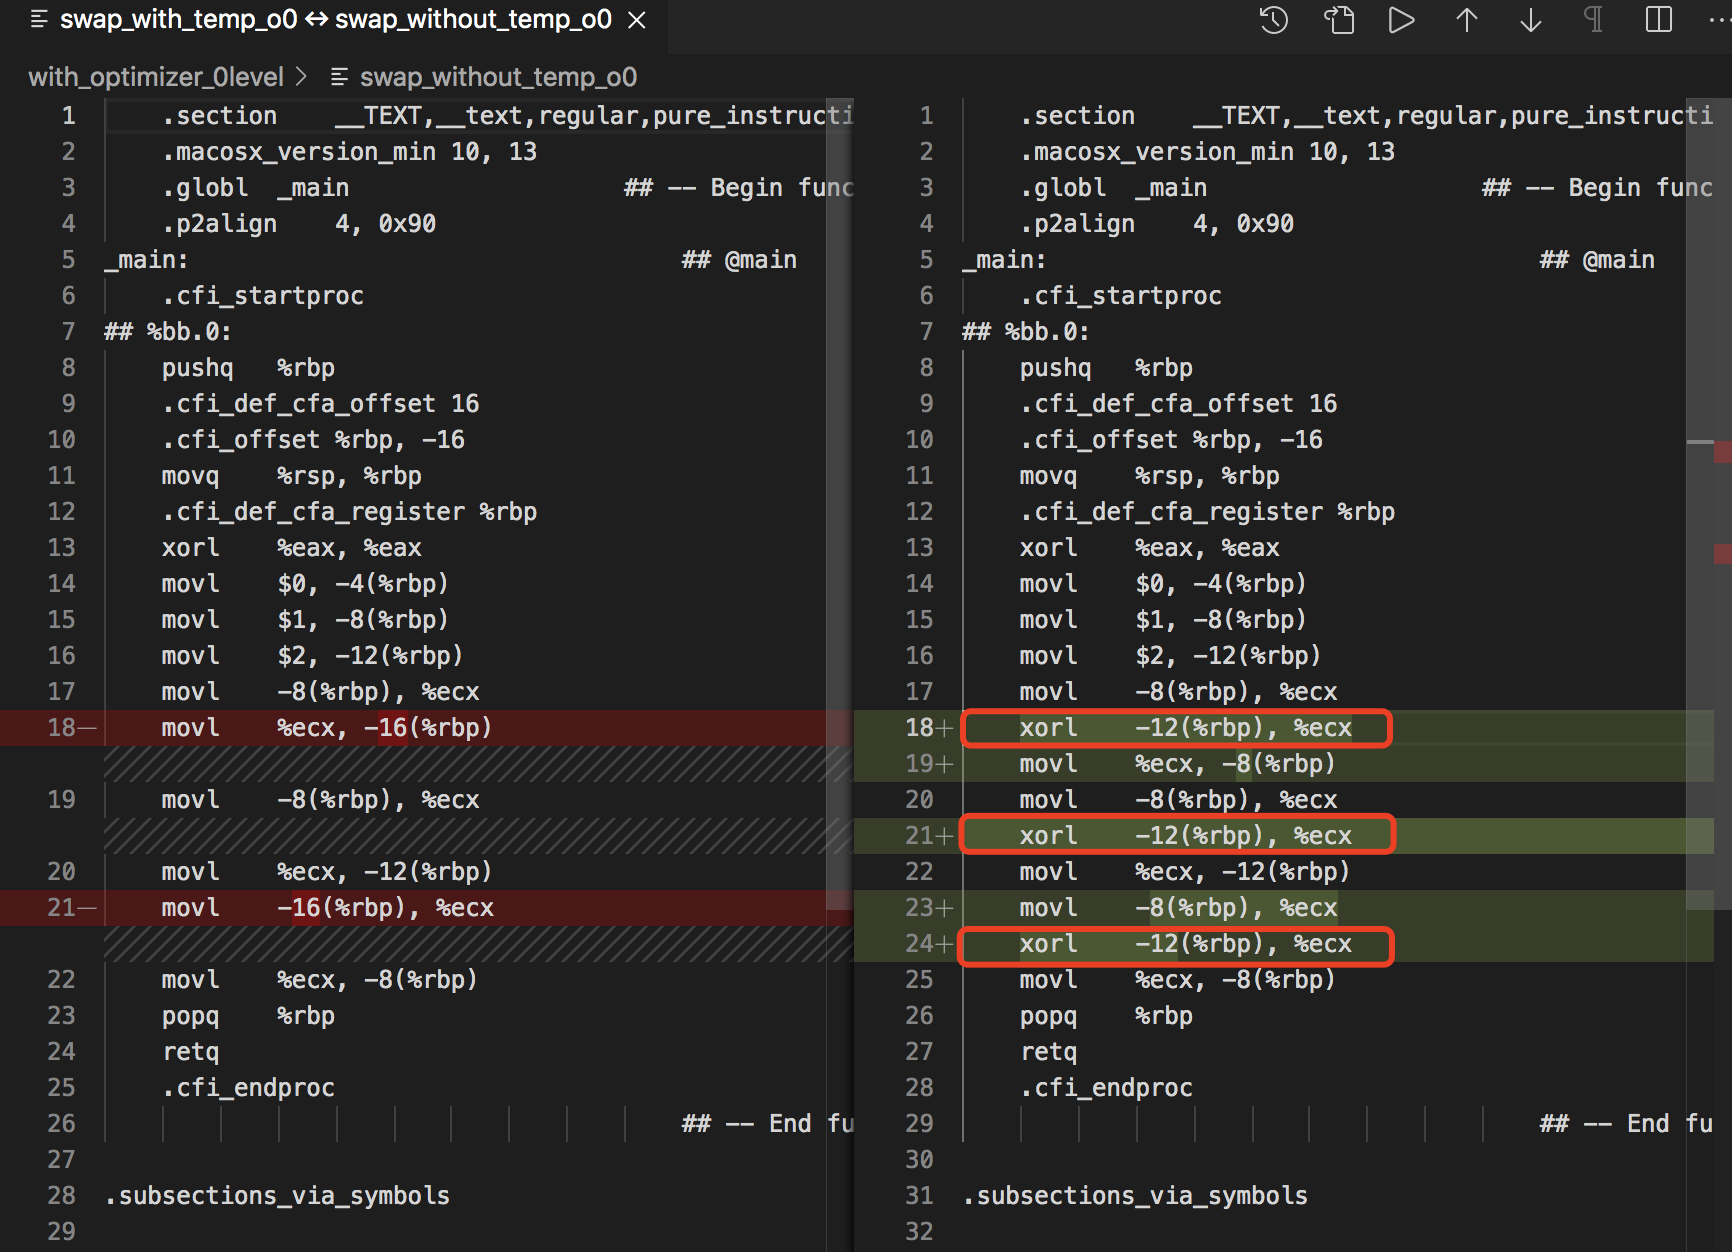 swap_with_temp_o0 ↔ swap_without_temp_o0 ×
with_optimizer_0level > swap_without_temp_o0
1 .section __TEXT,__text,regular,pure_instructi
2 .macosx_version_min 10, 13
3 .globl _main ## -- Begin func
4 .p2align 4, 0x90
5 _main: ## @main
6 .cfi_startproc
7 ## %bb.0:
8 pushq %rbp
9 .cfi_def_cfa_offset 16
10 .cfi_offset %rbp, -16
11 movq %rsp, %rbp
12 .cfi_def_cfa_register %rbp
13 xorl %eax, %eax
14 movl $0, -4(%rbp)
15 movl $1, -8(%rbp)
16 movl $2, -12(%rbp)
17 movl -8(%rbp), %ecx
18— movl %ecx, -16(%rbp)
19 movl -8(%rbp), %ecx
20 movl %ecx, -12(%rbp)
21— movl -16(%rbp), %ecx
22 movl %ecx, -8(%rbp)
23 popq %rbp
24 retq
25 .cfi_endproc
26 ## -- End fu
27
28 .subsections_via_symbols
29
1 .section __TEXT,__text,regular,pure_instructi
2 .macosx_version_min 10, 13
3 .globl _main ## -- Begin func
4 .p2align 4, 0x90
5 _main: ## @main
6 .cfi_startproc
7 ## %bb.0:
8 pushq %rbp
9 .cfi_def_cfa_offset 16
10 .cfi_offset %rbp, -16
11 movq %rsp, %rbp
12 .cfi_def_cfa_register %rbp
13 xorl %eax, %eax
14 movl $0, -4(%rbp)
15 movl $1, -8(%rbp)
16 movl $2, -12(%rbp)
17 movl -8(%rbp), %ecx
18+ xorl -12(%rbp), %ecx
19+ movl %ecx, -8(%rbp)
20 movl -8(%rbp), %ecx
21+ xorl -12(%rbp), %ecx
22 movl %ecx, -12(%rbp)
23+ movl -8(%rbp), %ecx
24+ xorl -12(%rbp), %ecx
25 movl %ecx, -8(%rbp)
26 popq %rbp
27 retq
28 .cfi_endproc
29 ## -- End fu
30
31 .subsections_via_symbols
32